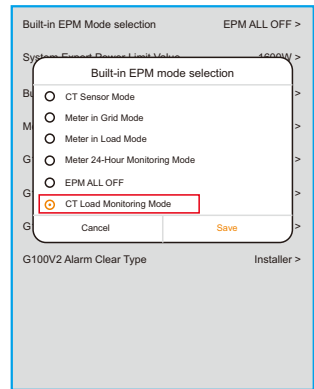 Built-in EPM Mode selection EPM ALL OFF >
System Export Power Limit Value 1600W >
Built-in EPM mode selection
Bu >
CT Sensor Mode
Meter in Grid Mode
M >
Meter in Load Mode
G Meter 24-Hour Monitoring Mode >
EPM ALL OFF
G >
CT Load Monitoring Mode
G Cancel Save >
G100V2 Alarm Clear Type Installer >